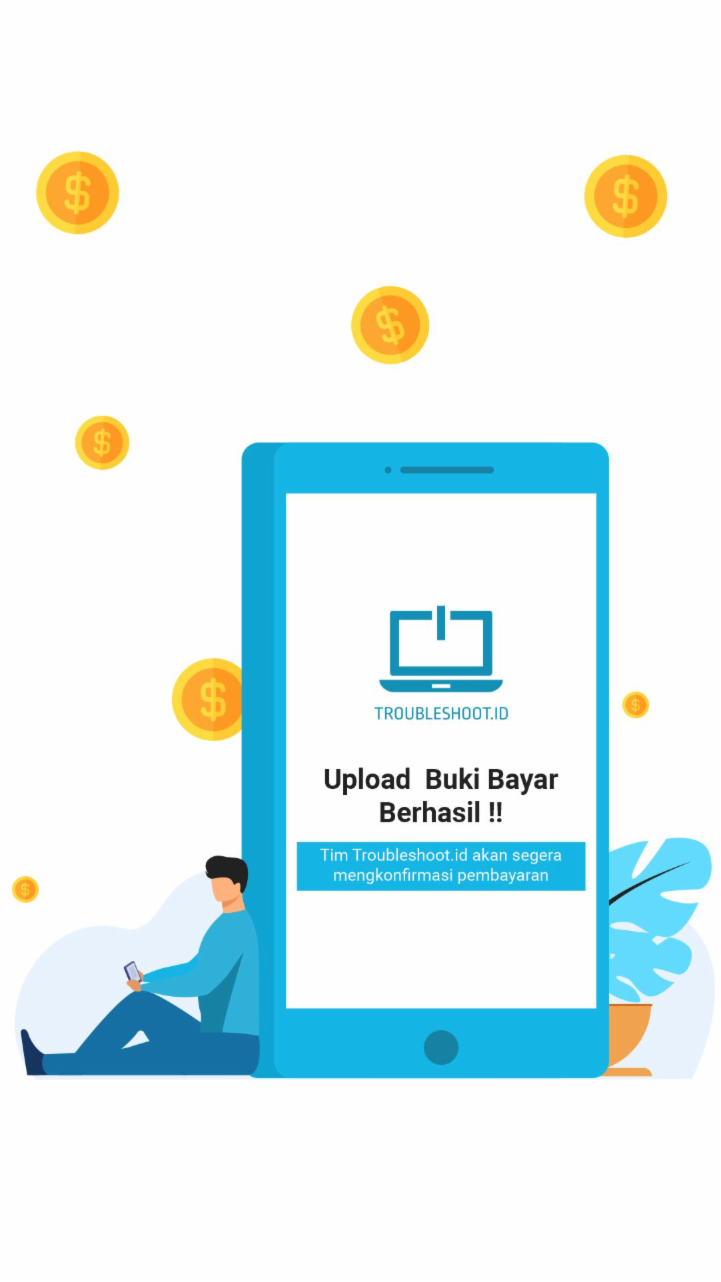 TROUBLESHOOT.ID
Upload Buki Bayar
Berhasil !!
Tim Troubleshoot.id akan segera
mengkonfirmasi pembayaran